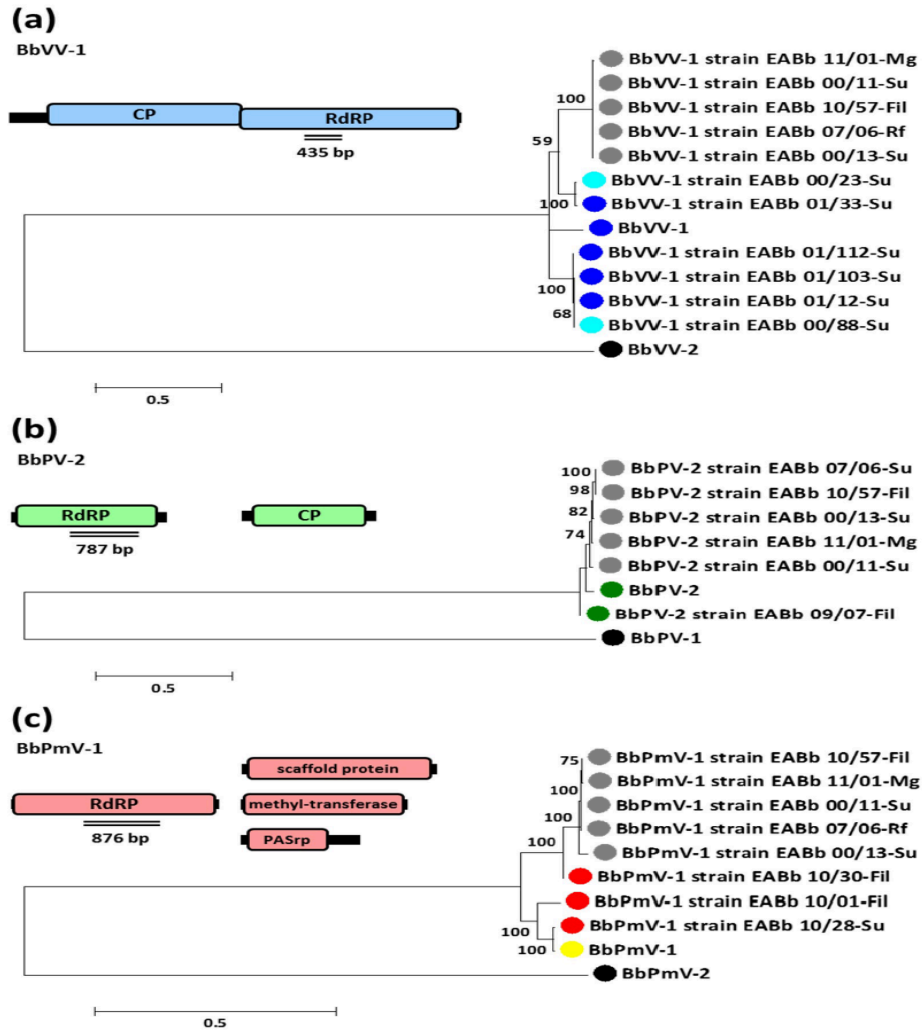 (a)
BbVV-1
CP
RdRP
435 bp
BbVV-1 strain EABb 11/01-Mg
BbVV-1 strain EABb 00/11-Su
100
BbVV-1 strain EABb 10/57-Fil
BbVV-1 strain EABb 07/06-Rf
59
BbVV-1 strain EABb 00/13-Su
BbVV-1 strain EABb 00/23-Su
100
BbVV-1 strain EABb 01/33-Su
BbVV-1
BbVV-1 strain EABb 01/112-Su
BbVV-1 strain EABb 01/103-Su
100
BbVV-1 strain EABb 01/12-Su
68
BbVV-1 strain EABb 00/88-Su
BbVV-2
0.5
(b)
BbPV-2
RdRP
CP
787 bp
100
BbPV-2 strain EABb 07/06-Su
98
BbPV-2 strain EABb 10/57-Fil
82
BbPV-2 strain EABb 00/13-Su
74
BbPV-2 strain EABb 11/01-Mg
BbPV-2 strain EABb 00/11-Su
BbPV-2
BbPV-2 strain EABb 09/07-Fil
BbPV-1
0.5
(c)
BbPmV-1
scaffold protein
RdRP
methyl-transferase
876 bp
PASrp
75
BbPmV-1 strain EABb 10/57-Fil
100
BbPmV-1 strain EABb 11/01-Mg
BbPmV-1 strain EABb 00/11-Su
100
BbPmV-1 strain EABb 07/06-Rf
100
BbPmV-1 strain EABb 00/13-Su
BbPmV-1 strain EABb 10/30-Fil
BbPmV-1 strain EABb 10/01-Fil
100
BbPmV-1 strain EABb 10/28-Su
100
BbPmV-1
BbPmV-2
0.5